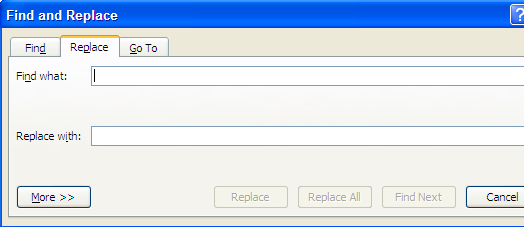 Find and Replace ?
Find Replace Go To
Find what:
Replace with:
More >> Replace Replace All Find Next Cancel